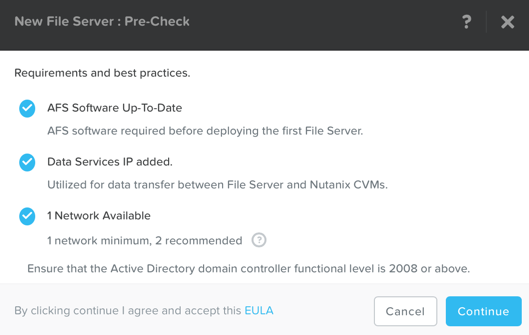 New File Server : Pre-Check
?
Requirements and best practices.
AFS Software Up-To-Date
AFS software required before deploying the first File Server.
Data Services IP added.
Utilized for data transfer between File Server and Nutanix CVMs.
1 Network Available
1 network minimum, 2 recommended ?
Ensure that the Active Directory domain controller functional level is 2008 or above.
By clicking continue I agree and accept this EULA
Cancel
Continue